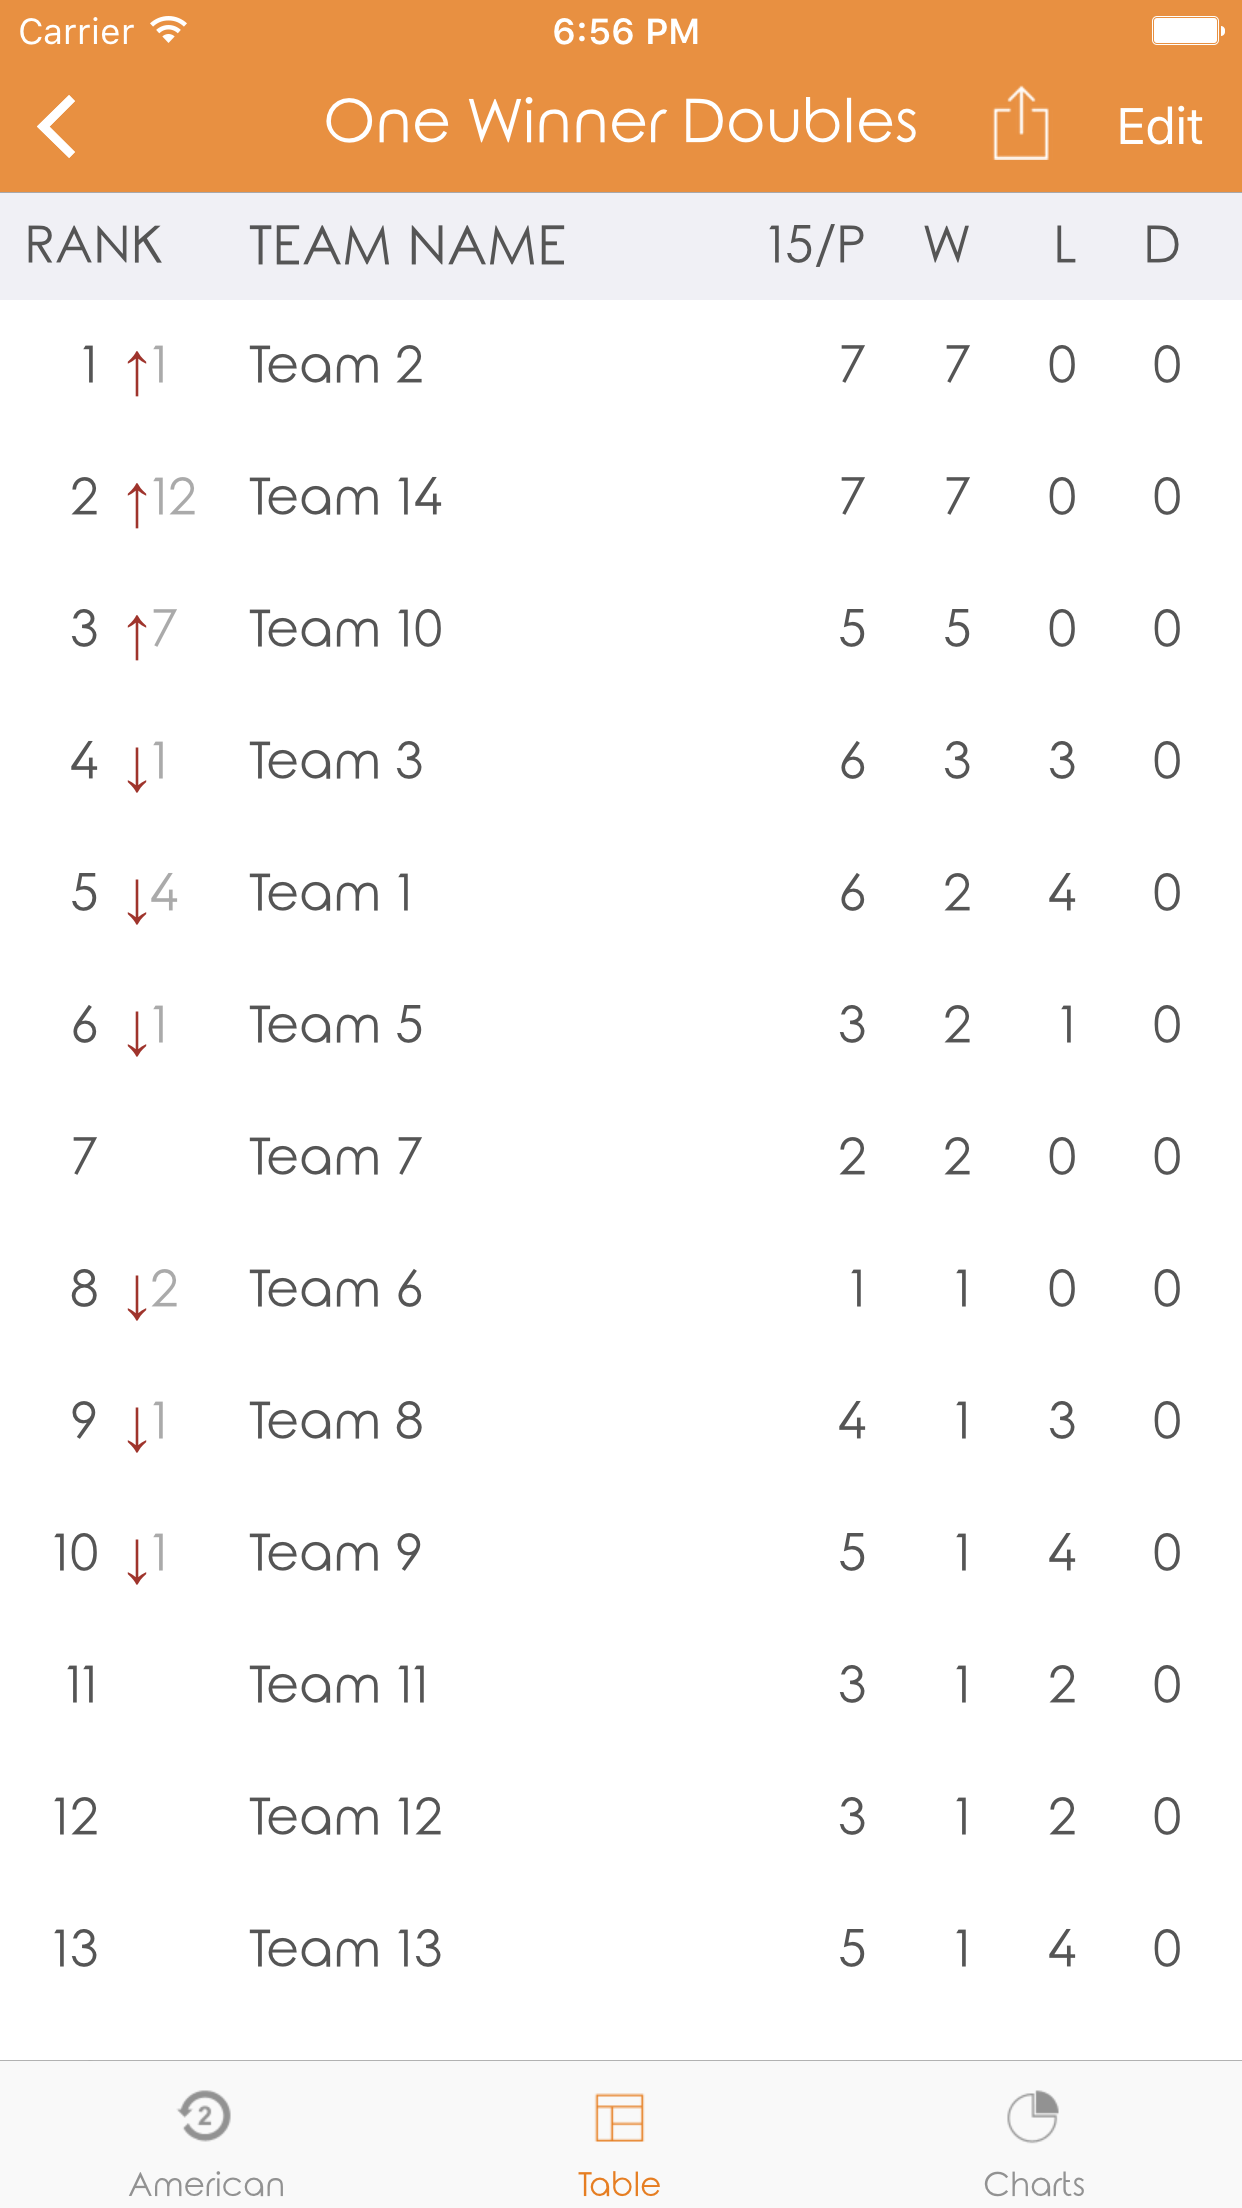 Carrier 6:56 PM
One Winner Doubles Edit
RANK TEAM NAME 15/P W L D
1 ↑1 Team 2 7 7 0 0
2 ↑12 Team 14 7 7 0 0
3 ↑7 Team 10 5 5 0 0
4 ↓1 Team 3 6 3 3 0
5 ↓4 Team 1 6 2 4 0
6 ↓1 Team 5 3 2 1 0
7 Team 7 2 2 0 0
8 ↓2 Team 6 1 1 0 0
9 ↓1 Team 8 4 1 3 0
10 ↓1 Team 9 5 1 4 0
11 Team 11 3 1 2 0
12 Team 12 3 1 2 0
13 Team 13 5 1 4 0
2
American Table Charts